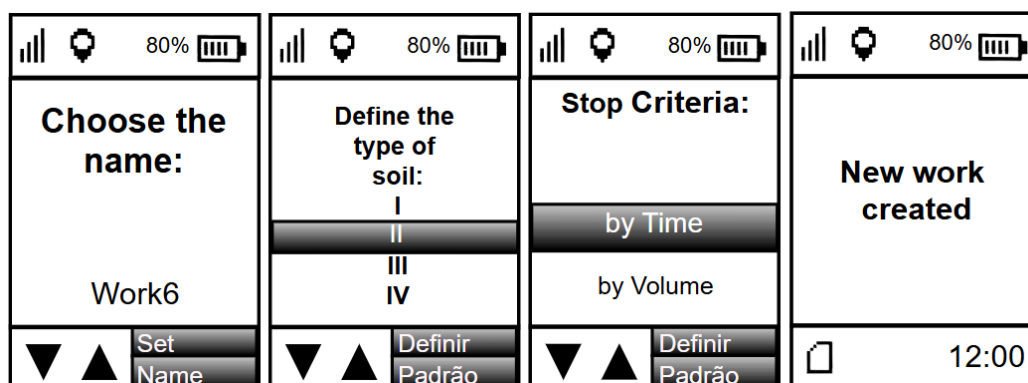 80%
Choose the
name:
Work6
Set
Name
80%
Define the
type of
soil:
I
II
III
IV
Definir
Padrão
80%
Stop Criteria:
by Time
by Volume
Definir
Padrão
80%
New work
created
12:00